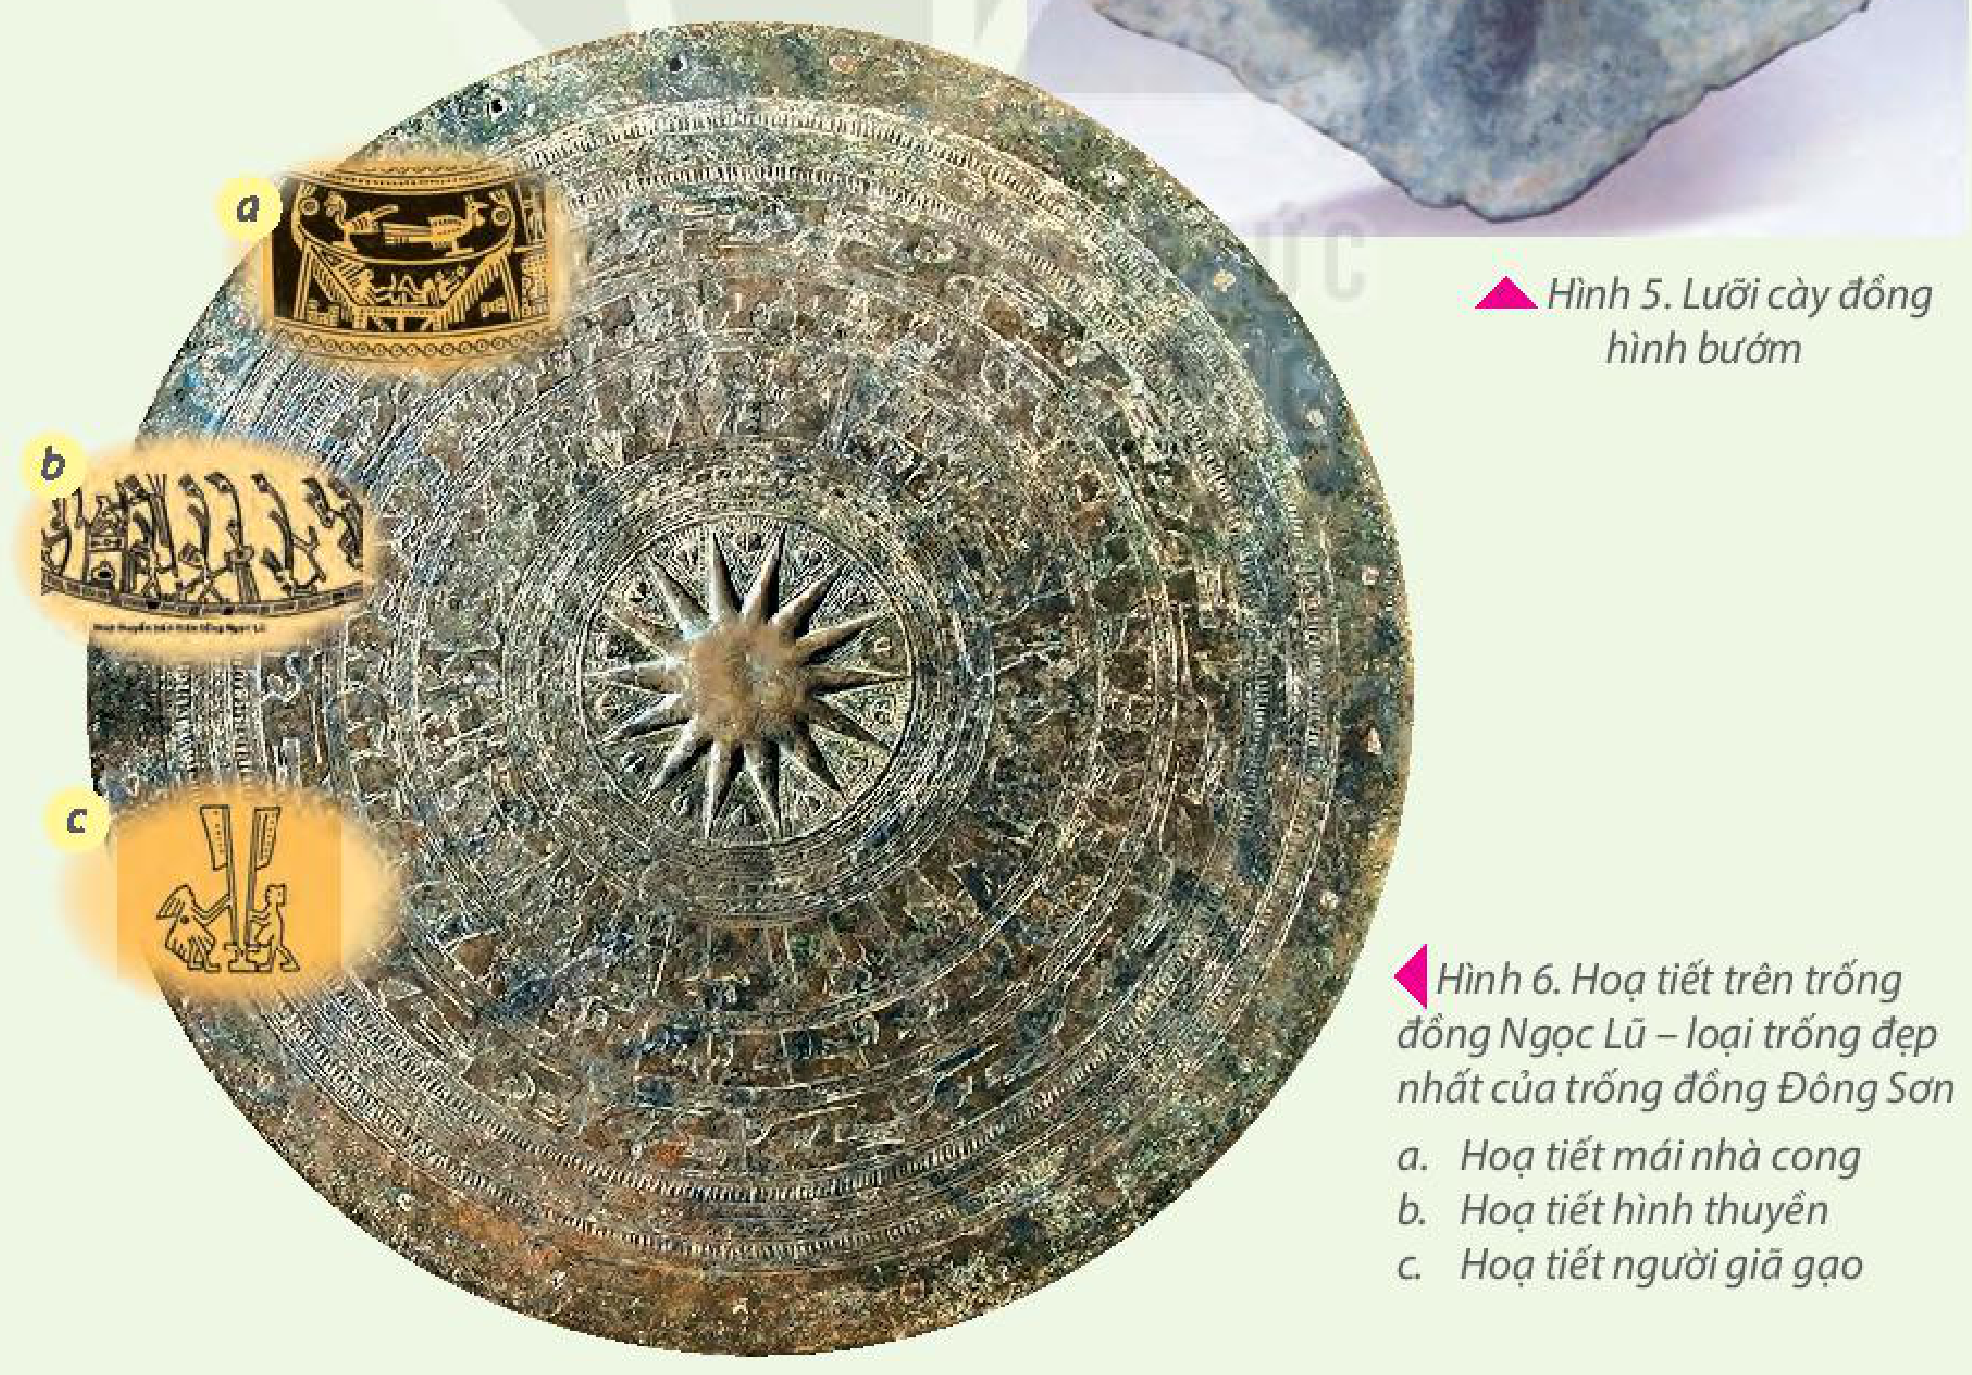 ỨC
a
b
c
Hình 5. Lưỡi cày đồng
hình bướm
Hình 6. Hoạ tiết trên trống
đồng Ngọc Lũ – loại trống đẹp
nhất của trống đồng Đông Sơn
a. Hoạ tiết mái nhà cong
b. Hoạ tiết hình thuyền
c. Hoạ tiết người giã gạo